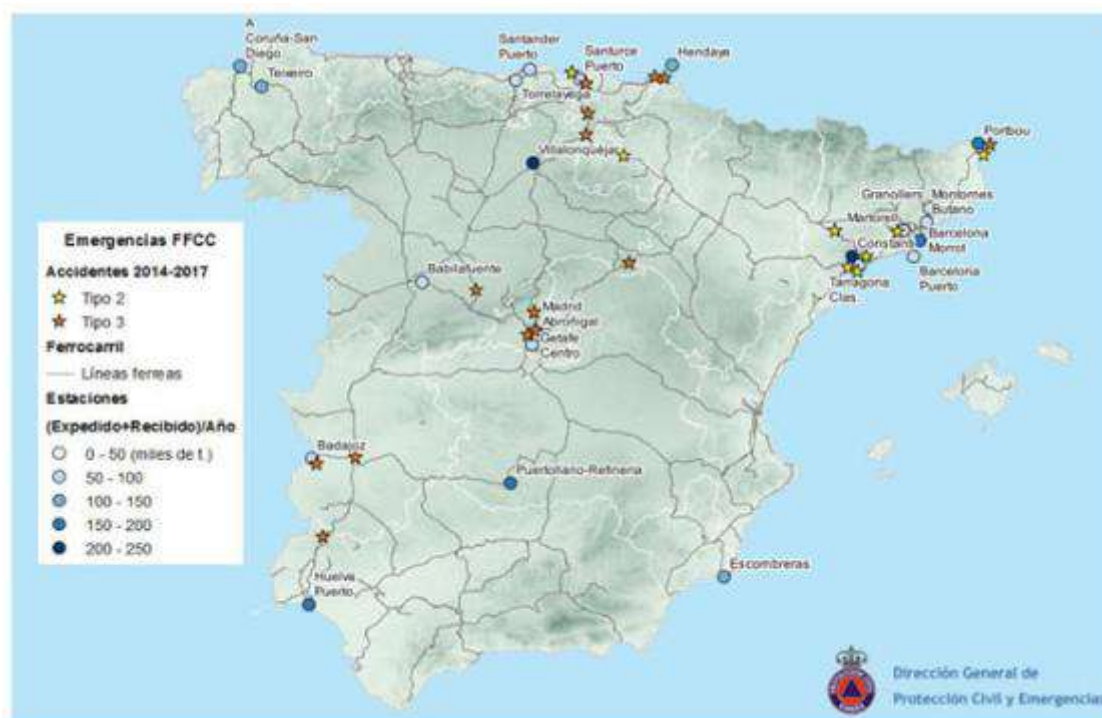 A
Coruña-San
Diego
Teixeiro
Santander
Puerto
Torrelavega
Santurce
Puerto
Hendaya
Villalonquejar
Portbou
Granollers
Montornes
Butano
Martorell
Barcelona
Morrot
Constanti
Barcelona
Puerto
Tarragona
Clas.
Babilafuente
Madrid
Abroñigal
Getafe
Centro
Badajoz
Puertollano-Refineria
Huelva
Puerto
Escombreras
Emergencias FFCC
Accidentes 2014-2017
Tipo 2
Tipo 3
Ferrocarril
Líneas ferreas
Estaciones
(Expedido+Recibido)/Año
0 - 50 (miles de t.)
50 - 100
100 - 150
150 - 200
200 - 250
Dirección General de
Protección Civil y Emergencias